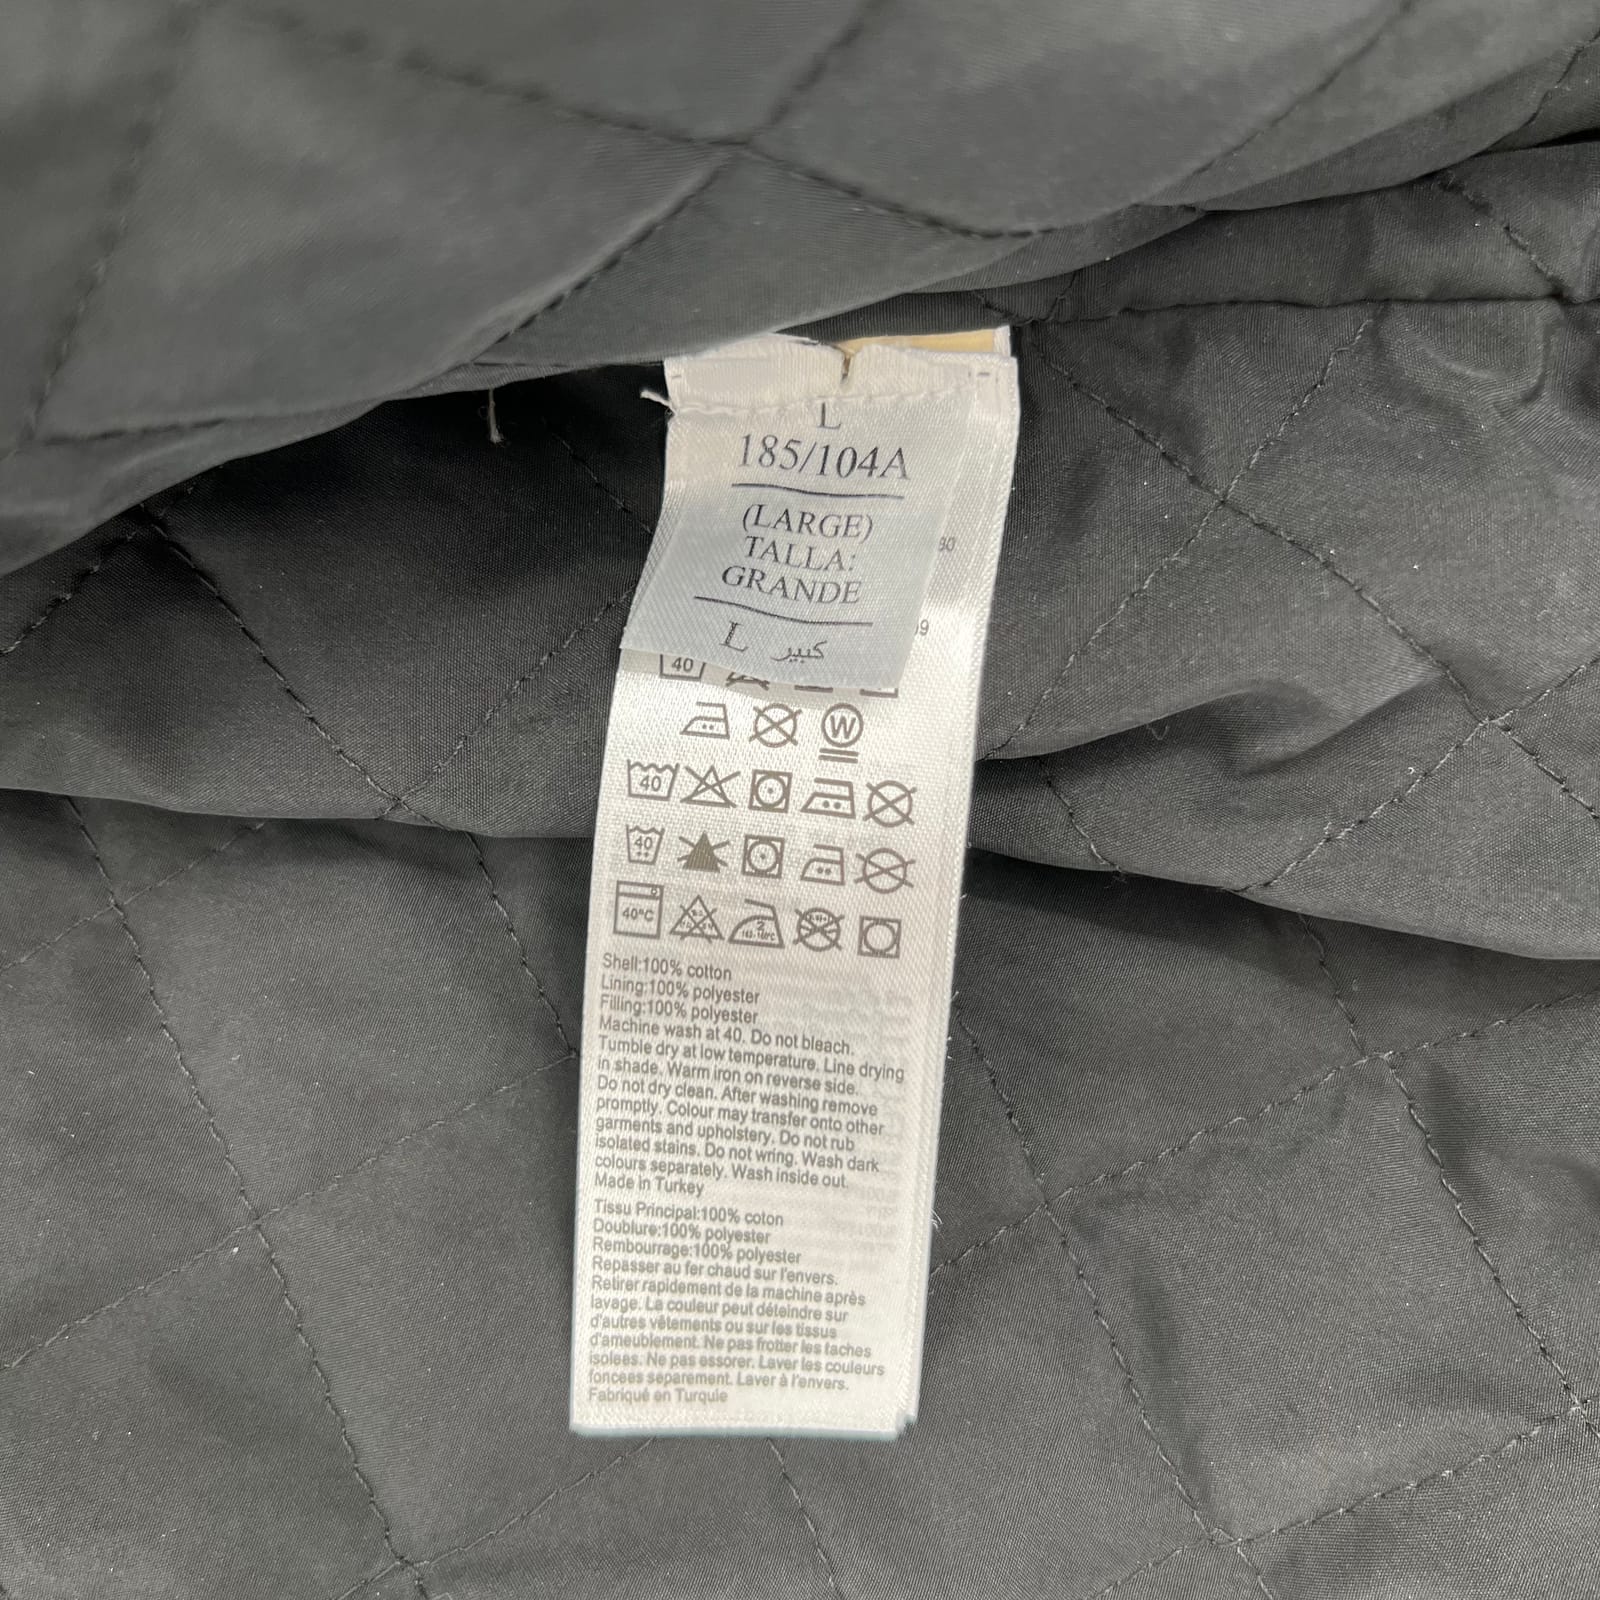 L
185/104A
(LARGE)
TALLA:
GRANDE
L كبير
40
W
40
40
40°C
Shell:100% cotton
Lining:100% polyester
Filling:100% polyester
Machine wash at 40. Do not bleach.
Tumble dry at low temperature. Line drying
in shade. Warm iron on reverse side.
Do not dry clean. After washing remove
promptly. Colour may transfer onto other
garments and upholstery. Do not rub
isolated stains. Do not wring. Wash dark
colours separately. Wash inside out.
Made in Turkey
Tissu Principal:100% coton
Doublure:100% polyester
Rembourrage:100% polyester
Repasser au fer chaud sur l'envers.
Retirer rapidement de la machine après
lavage. La couleur peut déteindre sur
d'autres vêtements ou sur les tissus
d'ameublement. Ne pas frotter les taches
isolees. Ne pas essorer. Laver les couleurs
foncees separement. Laver à l'envers.
Fabriqué en Turquie